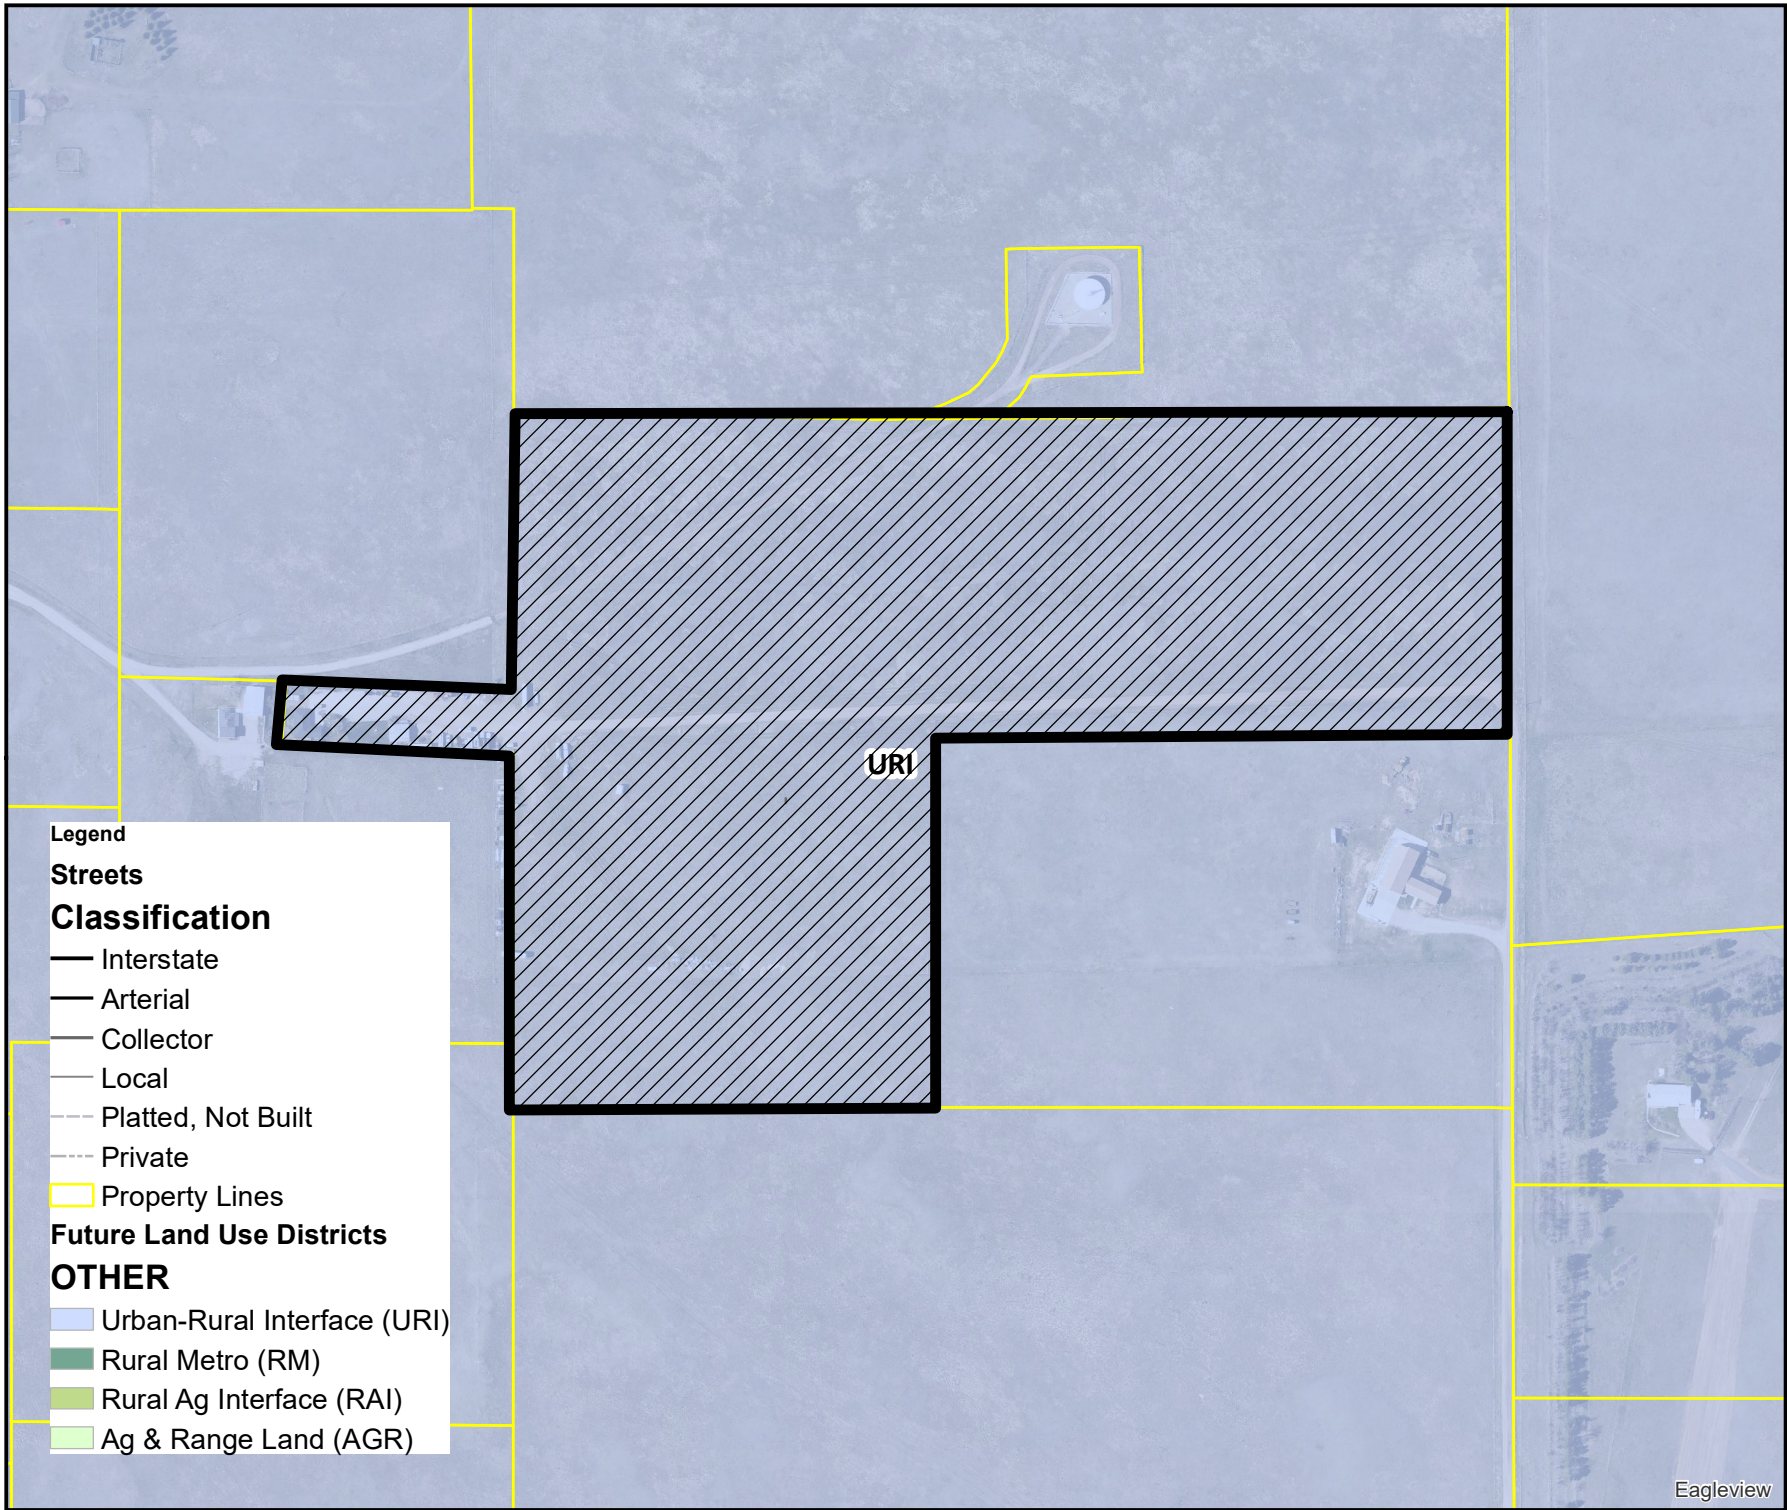 URI
Legend
Streets
Classification
Interstate
Arterial
Collector
Local
Platted, Not Built
Private
Property Lines
Future Land Use Districts
OTHER
Urban-Rural Interface (URI)
Rural Metro (RM)
Rural Ag Interface (RAI)
Ag & Range Land (AGR)
Eagleview